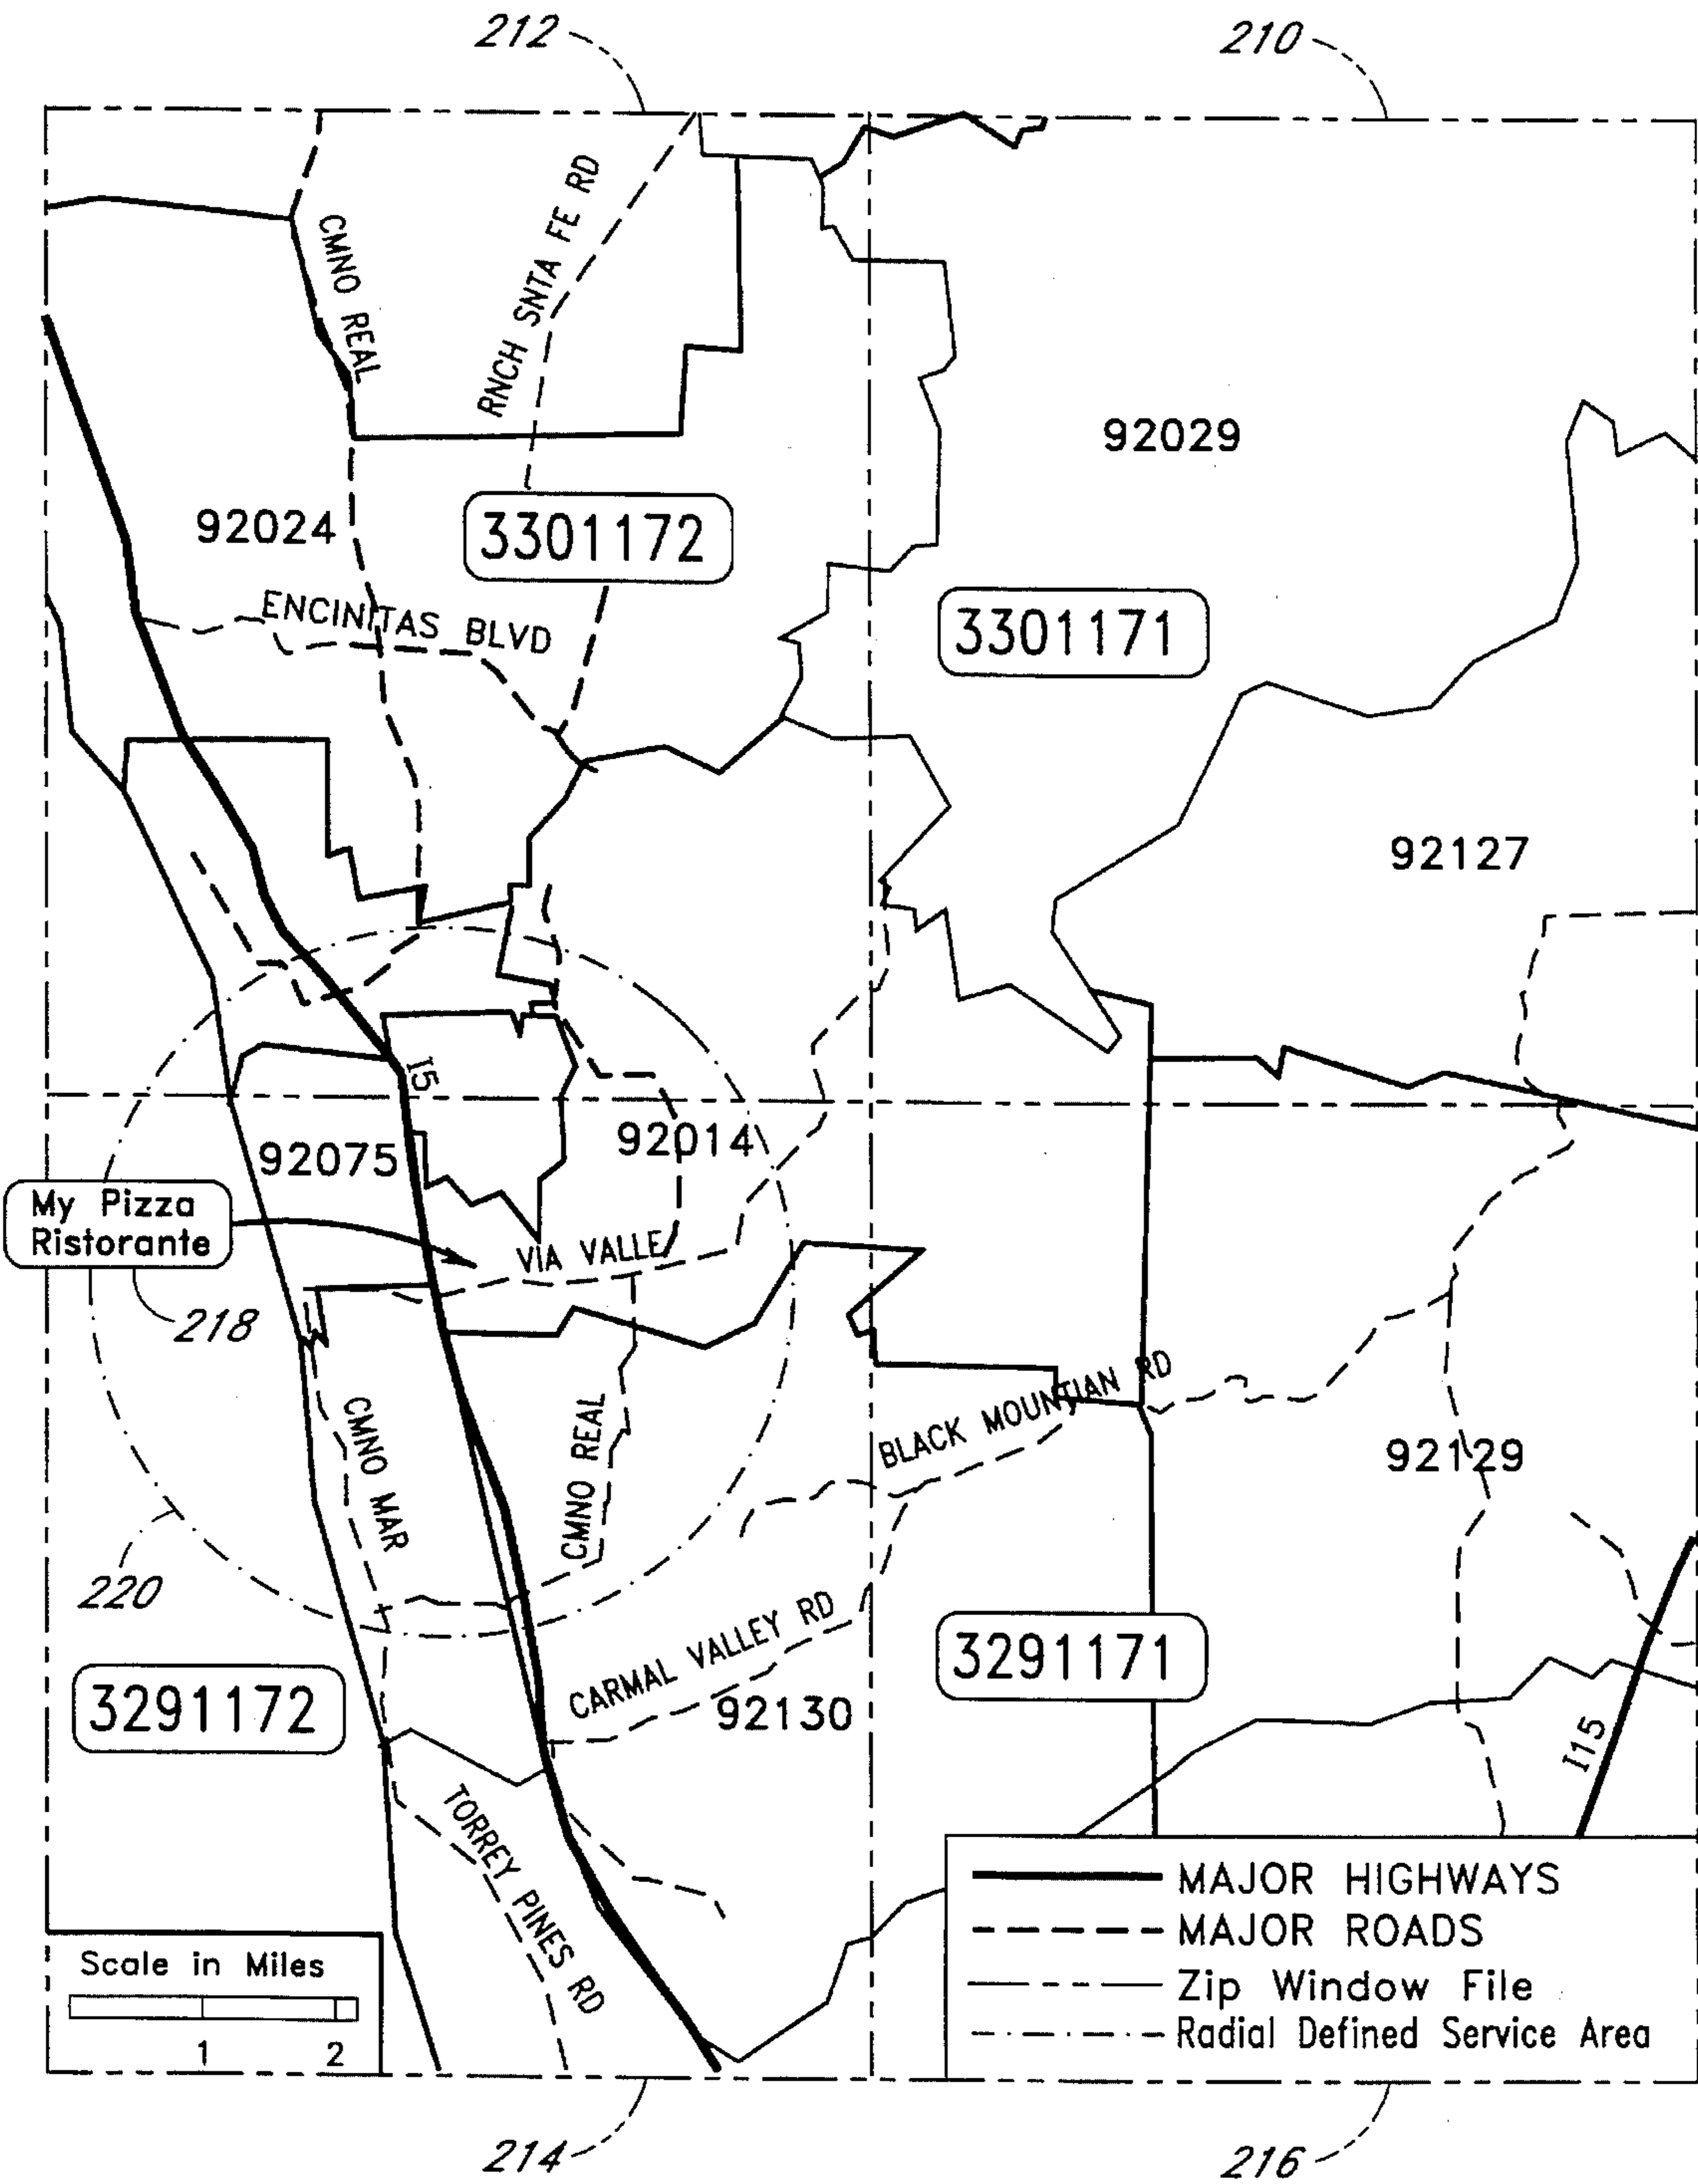 212
210
CMNO REAL
RNCH SNTA FE RD
92029
92024
3301172
ENCINITAS BLVD
3301171
92127
I5
92014
92075
My Pizza
Ristorante
VIA VALLE
218
BLACK MOUNTIAN RD
CMNO MAR
CMNO REAL
92129
220
CARMAL VALLEY RD
3291171
3291172
92130
I15
TORREY PINES RD
MAJOR HIGHWAYS
MAJOR ROADS
Zip Window File
Radial Defined Service Area
Scale in Miles
1 2
214
216